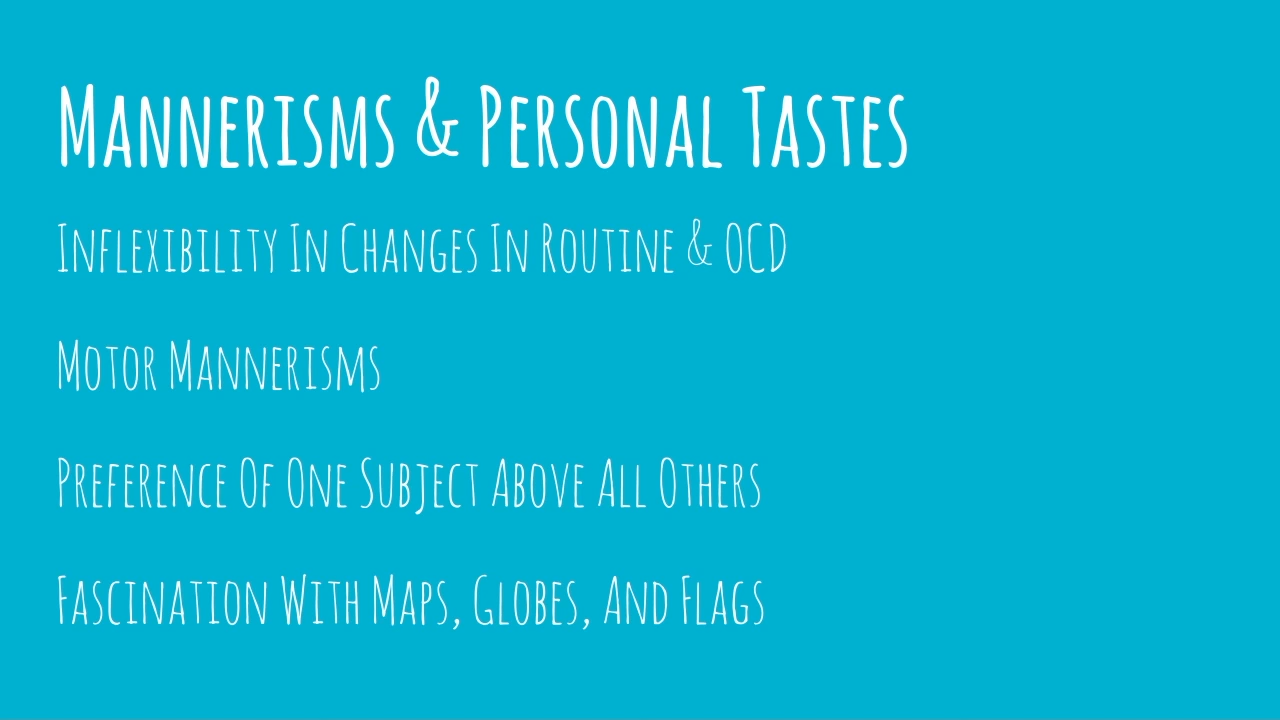 Mannerisms & Personal Tastes
Inflexibility In Changes In Routine & OCD
Motor Mannerisms
Preference Of One Subject Above All Others
Fascination With Maps, Globes, And Flags